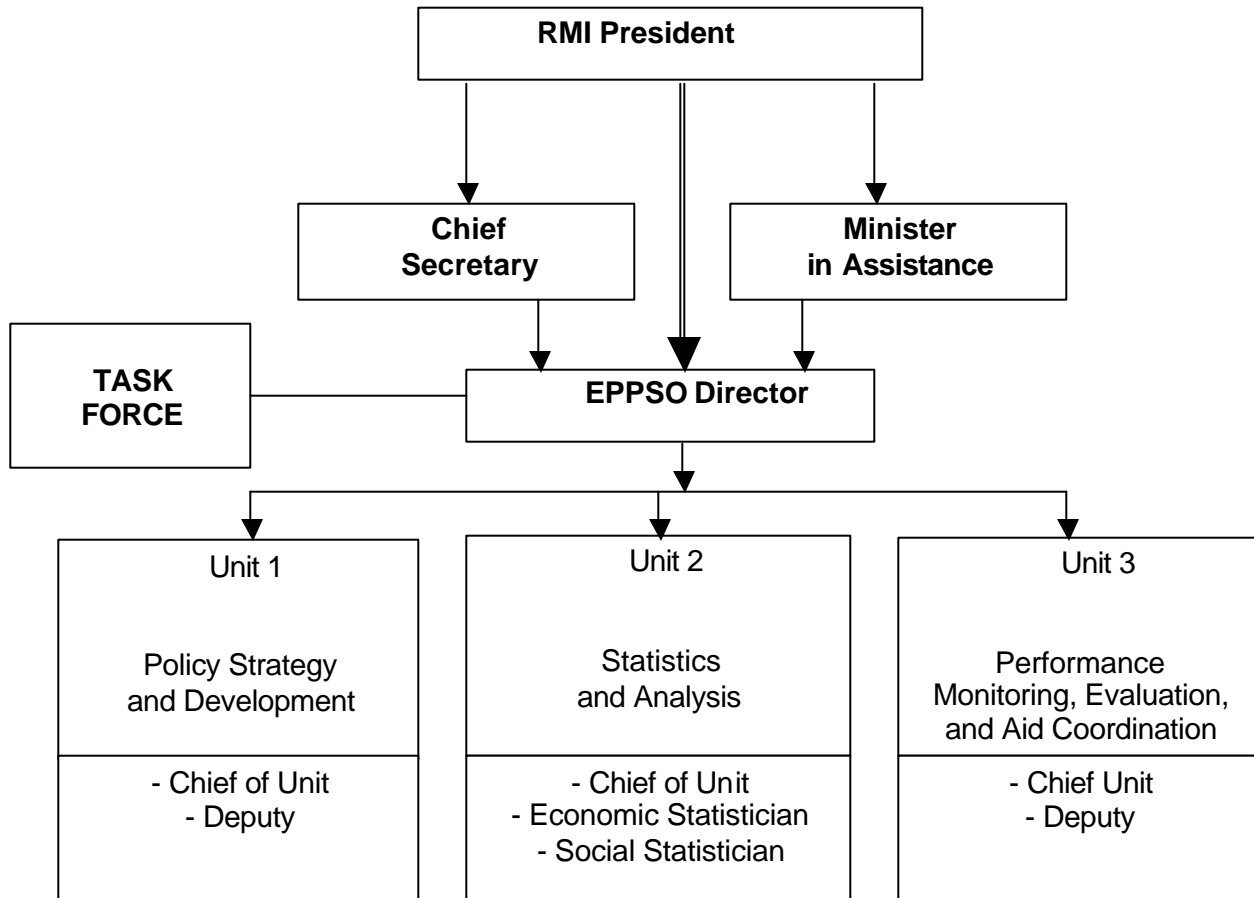 RMI President
Chief
Secretary
Minister
in Assistance
TASK
FORCE
EPPSO Director
Unit 1
Policy Strategy
and Development
- Chief of Unit
- Deputy
Unit 2
Statistics
and Analysis
- Chief of Unit
- Economic Statistician
- Social Statistician
Unit 3
Performance
Monitoring, Evaluation,
and Aid Coordination
- Chief Unit
- Deputy